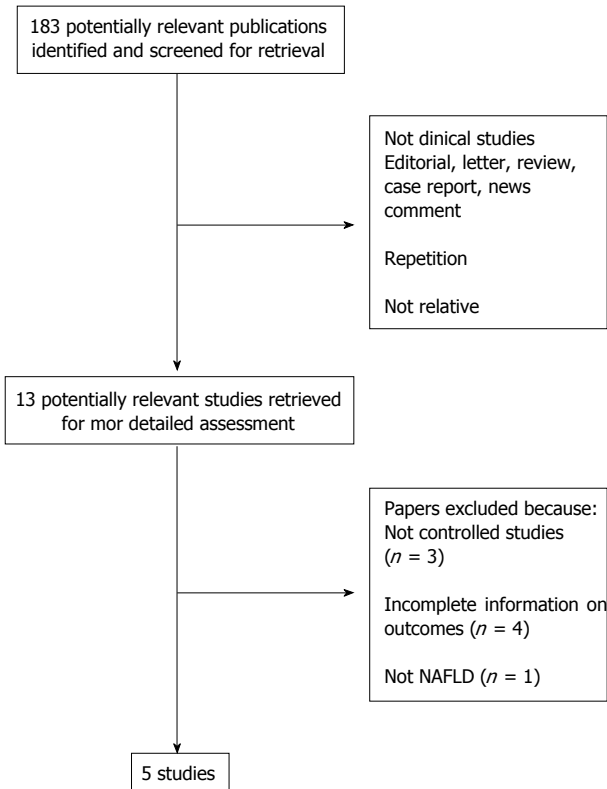 183 potentially relevant publications
identified and screened for retrieval
Not dinical studies
Editorial, letter, review,
case report, news
comment
Repetition
Not relative
13 potentially relevant studies retrieved
for mor detailed assessment
Papers excluded because:
Not controlled studies
(n = 3)
Incomplete information on
outcomes (n = 4)
Not NAFLD (n = 1)
5 studies